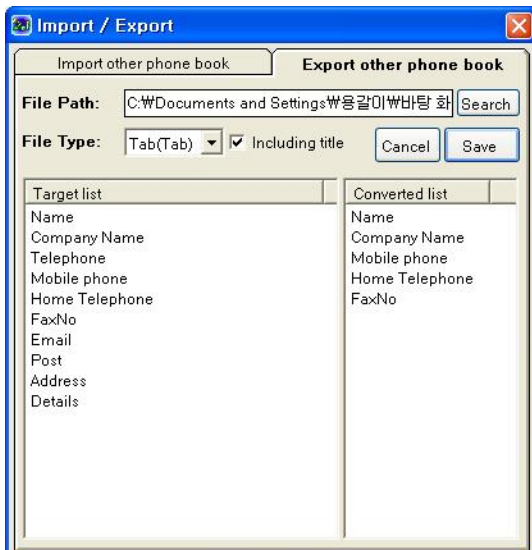 Import / Export
Import other phone book
Export other phone book
File Path: C:₩Documents and Settings₩용갈이₩바탕 화 Search
File Type: Tab(Tab) Including title Cancel Save
Target list
Name
Company Name
Telephone
Mobile phone
Home Telephone
FaxNo
Email
Post
Address
Details
Converted list
Name
Company Name
Mobile phone
Home Telephone
FaxNo